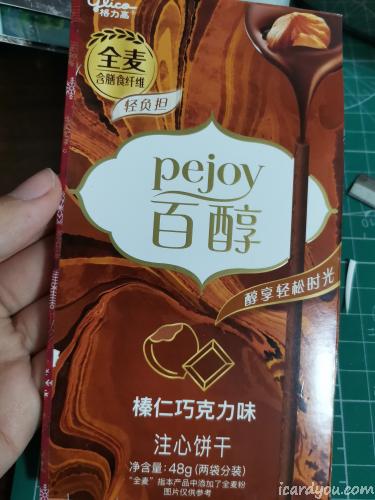 Glico
格力高
全麦
含膳食纤维
轻负担
pejoy
百醇
醇享轻松时光
榛仁巧克力味
注心饼干
净含量:48g(两袋分装)
“全麦”指本产品中添加了全麦粉
图片仅供参考
icardyou.com